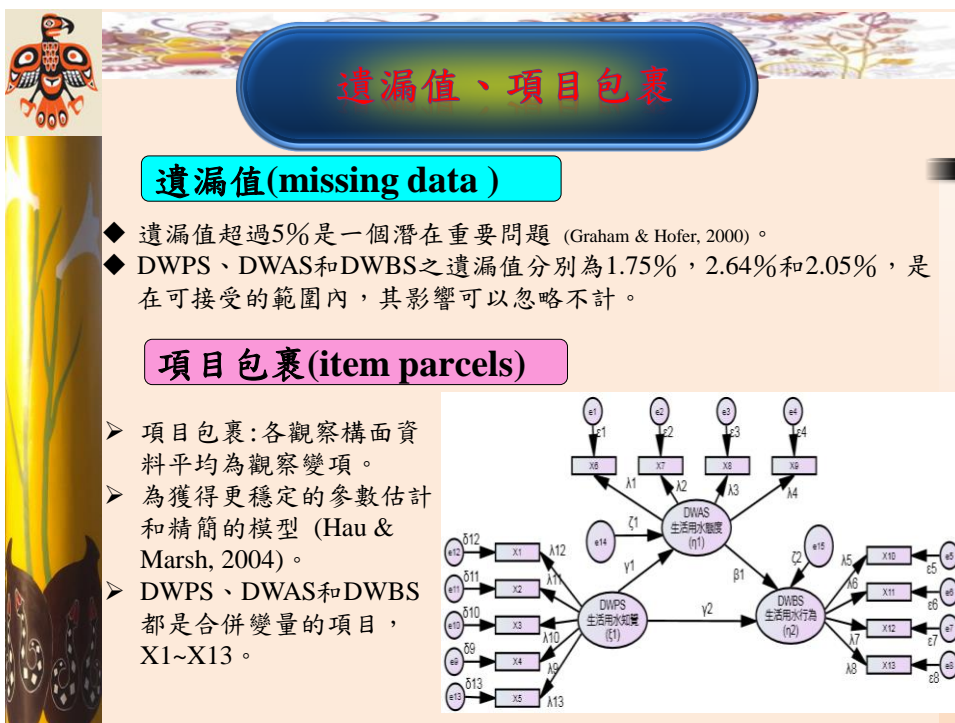 遺漏值、項目包裹
遺漏值(missing data )
◆ 遺漏值超過5%是一個潛在重要問題 (Graham & Hofer, 2000)。
◆ DWPS、DWAS和DWBS之遺漏值分別為1.75%，2.64%和2.05%，是
在可接受的範圍內，其影響可以忽略不計。
項目包裹(item parcels)
➢ 項目包裹:各觀察構面資
料平均為觀察變項。
➢ 為獲得更穩定的參數估計
和精簡的模型 (Hau &
Marsh, 2004)。
➢ DWPS、DWAS和DWBS
都是合併變量的項目，
X1~X13。
e1 e2 e3 e4
ε1 ε2 ε3 ε4
X6 X7 X8 X9
λ1 λ2 λ3 λ4
DWAS
生活用水態度
(η1)
ζ1
e14
γ1
β1
e15
ζ2
δ12
e12 X1 λ12
δ11
e11 X2 λ11
δ10
e10 X3 λ10
δ9
e9 X4 λ9
δ13
e13 X5 λ13
DWPS
生活用水知覺
(ξ1)
γ2
DWBS
生活用水行為
(η2)
λ5 X10 e5
ε5
λ6 X11 e6
ε6
λ7 X12 e7
ε7
λ8 X13 e8
ε8